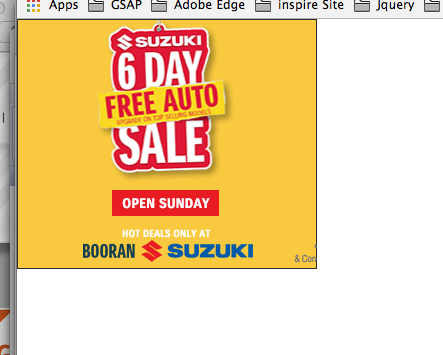 Apps GSAP Adobe Edge inspire Site Jquery
SUZUKI
6 DAY
FREE AUTO
UPGRADE ON TOP SELLING MODELS
SALE
OPEN SUNDAY
HOT DEALS ONLY AT
BOORAN SUZUKI
& Con